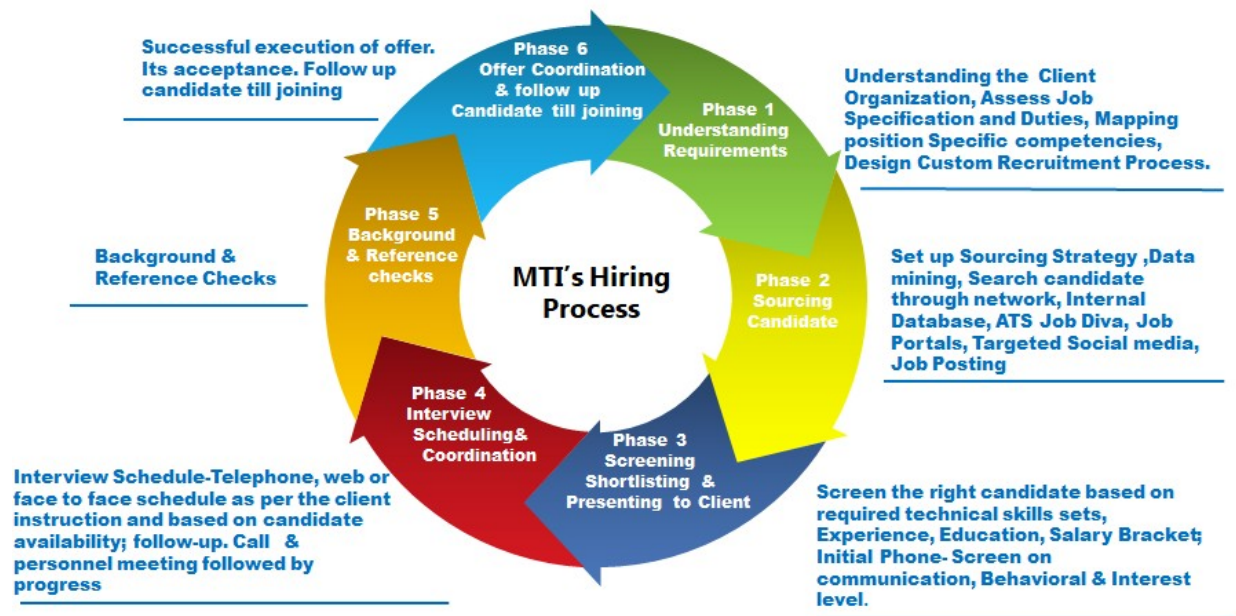 MTI's Hiring
Process
Phase 1
Understanding
Requirements
Understanding the Client
Organization, Assess Job
Specification and Duties, Mapping
position Specific competencies,
Design Custom Recruitment Process.
Phase 2
Sourcing
Candidate
Set up Sourcing Strategy ,Data
mining, Search candidate
through network, Internal
Database, ATS Job Diva, Job
Portals, Targeted Social media,
Job Posting
Phase 3
Screening
Shortlisting &
Presenting to Client
Screen the right candidate based on
required technical skills sets,
Experience, Education, Salary Bracket;
Initial Phone- Screen on
communication, Behavioral & Interest
level.
Phase 4
Interview
Scheduling&
Coordination
Interview Schedule-Telephone, web or
face to face schedule as per the client
instruction and based on candidate
availability; follow-up. Call & 
personnel meeting followed by
progress
Phase 5
Background
& Reference
checks
Background &
Reference Checks
Phase 6
Offer Coordination
& follow up
Candidate till joining
Successful execution of offer.
Its acceptance. Follow up
candidate till joining